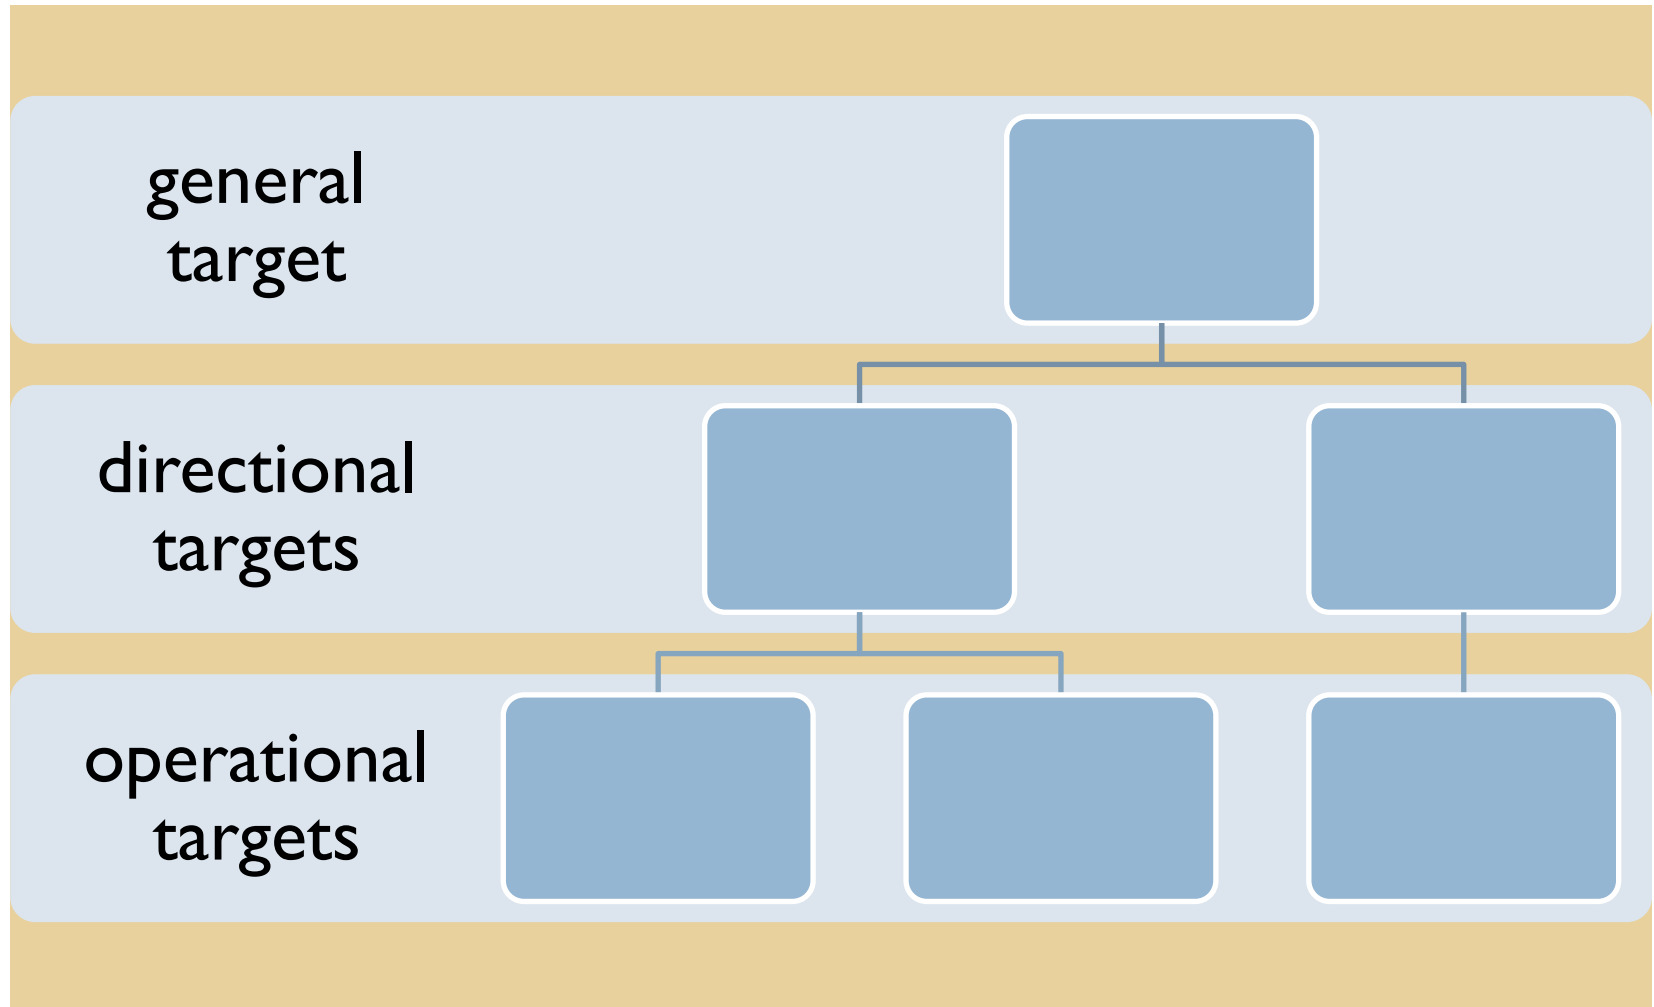 general
target
directional
targets
operational
targets